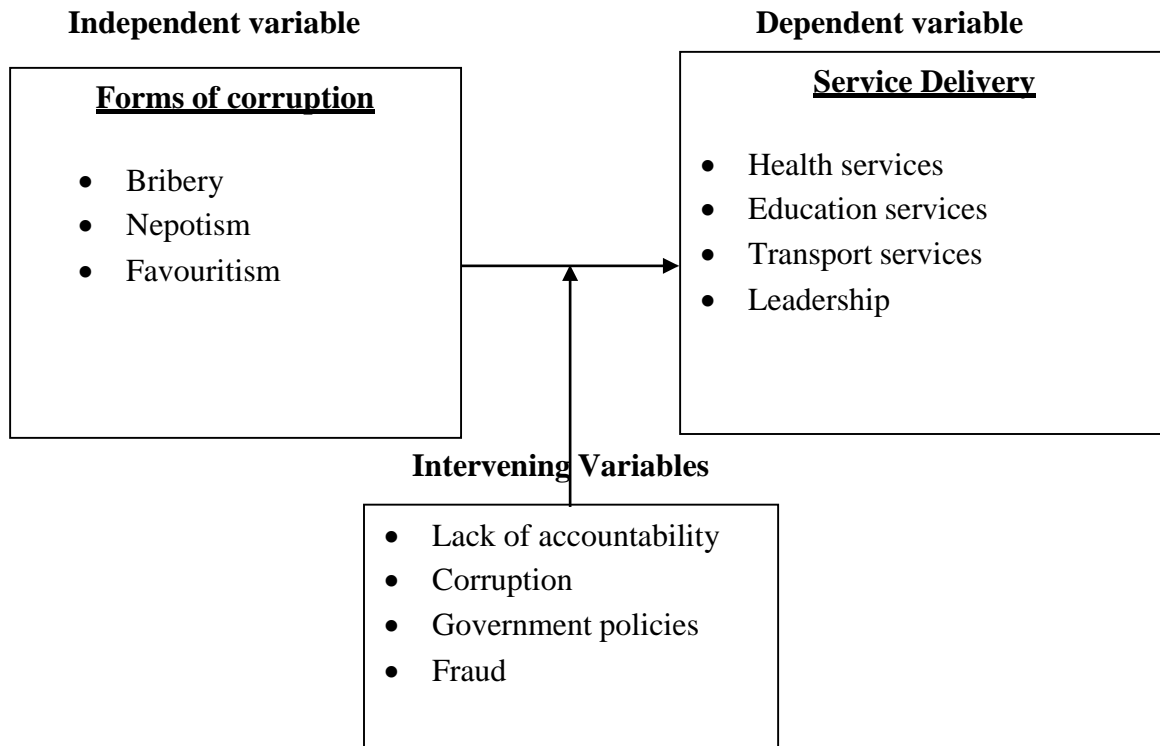 Independent variable
Dependent variable
Forms of corruption
• Bribery
• Nepotism
• Favouritism
Service Delivery
• Health services
• Education services
• Transport services
• Leadership
Intervening Variables
• Lack of accountability
• Corruption
• Government policies
• Fraud